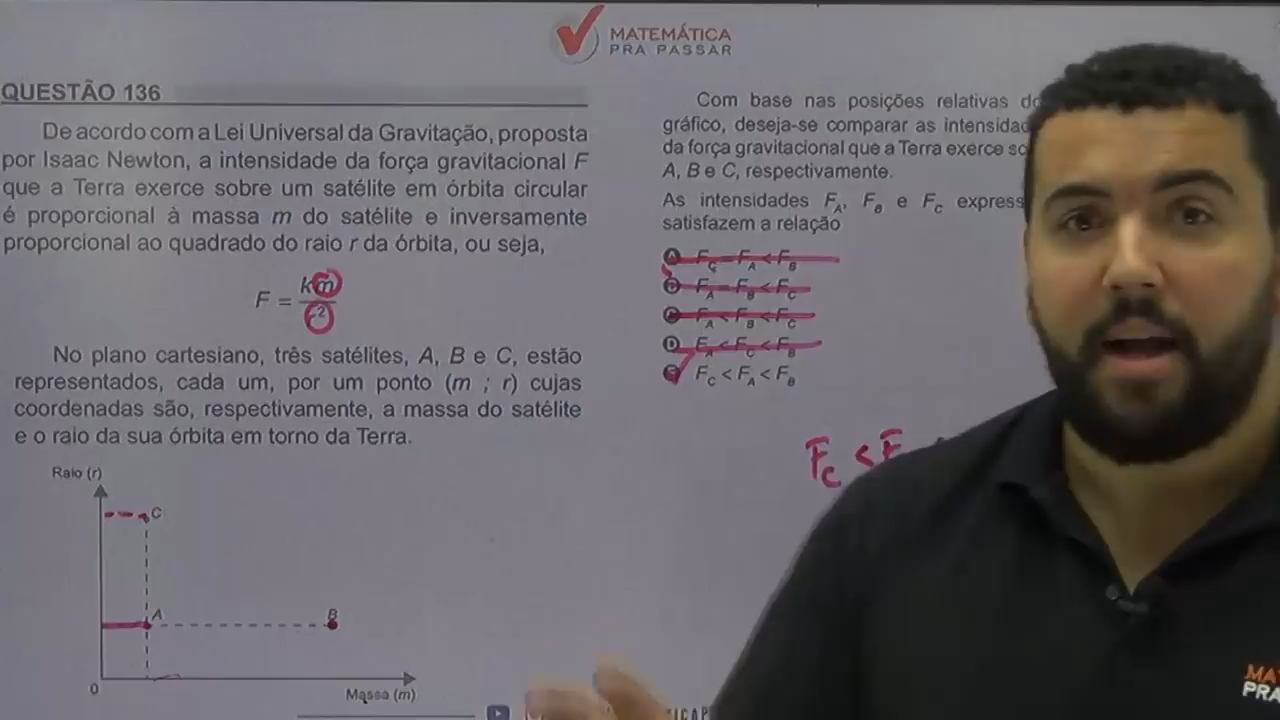 MATEMÁTICA
PRA PASSAR
QUESTÃO 136
De acordo com a Lei Universal da Gravitação, proposta
por Isaac Newton, a intensidade da força gravitacional F
que a Terra exerce sobre um satélite em órbita circular
é proporcional à massa m do satélite e inversamente
proporcional ao quadrado do raio r da órbita, ou seja,
F = km/r²
No plano cartesiano, três satélites, A, B e C, estão
representados, cada um, por um ponto (m ; r) cujas
coordenadas são, respectivamente, a massa do satélite
e o raio da sua órbita em torno da Terra.
Raio (r)
C
A
B
0
Massa (m)
Com base nas posições relativas
gráfico, deseja-se comparar as
da força gravitacional que a Terra exerce
A, B e C, respectivamente.
As intensidades F_A, F_B e F_C
satisfazem a relação
A F_C = F_A < F_B
F_A = F_B < F_C
F_A < F_B < F_C
D F_A < F_C < F_B
F_C < F_A < F_B
F_C < F
MA
PRA